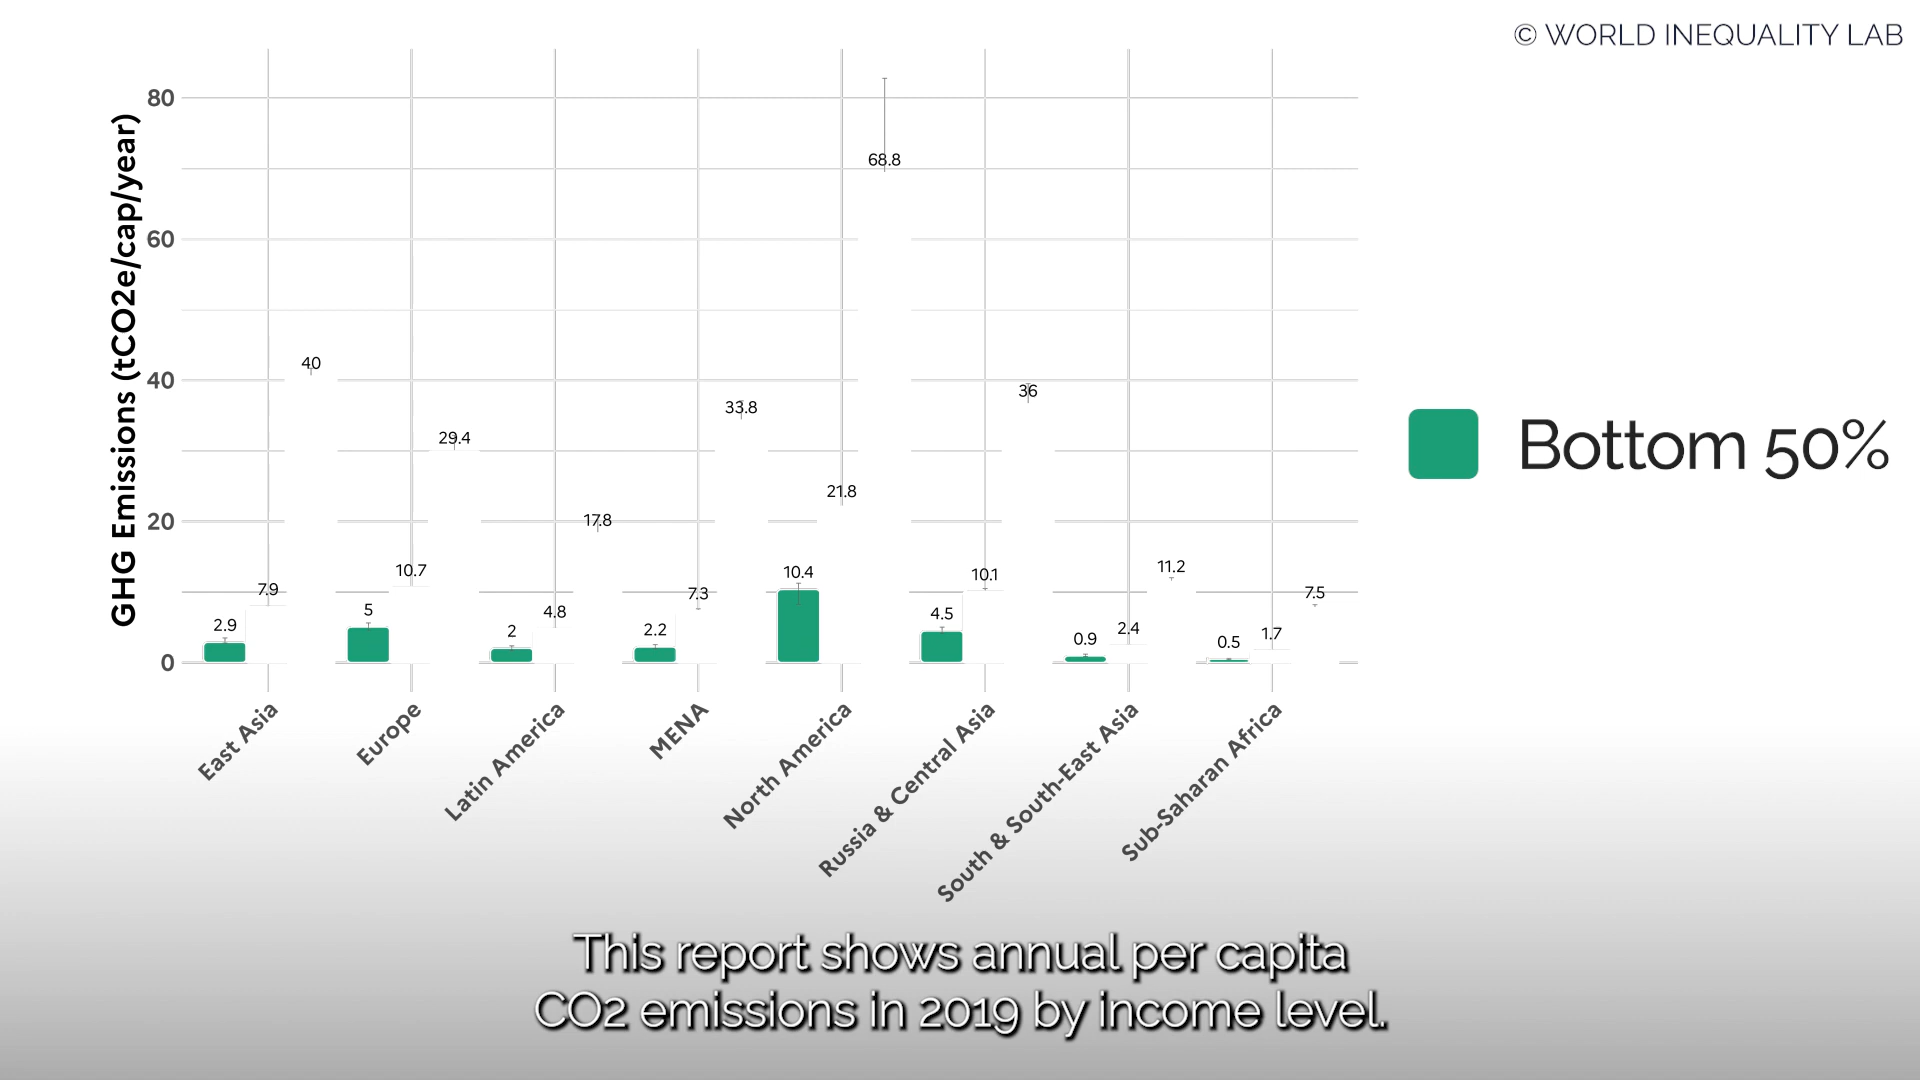 © WORLD INEQUALITY LAB
GHG Emissions (tCO2e/cap/year)
80
60
40
20
0
2.9
7.9
40
5
10.7
29.4
2
4.8
17.8
2.2
7.3
33.8
10.4
21.8
68.8
4.5
10.1
36
0.9
2.4
11.2
0.5
1.7
7.5
East Asia
Europe
Latin America
MENA
North America
Russia & Central Asia
South & South-East Asia
Sub-Saharan Africa
Bottom 50%
This report shows annual per capita
CO2 emissions in 2019 by income level.